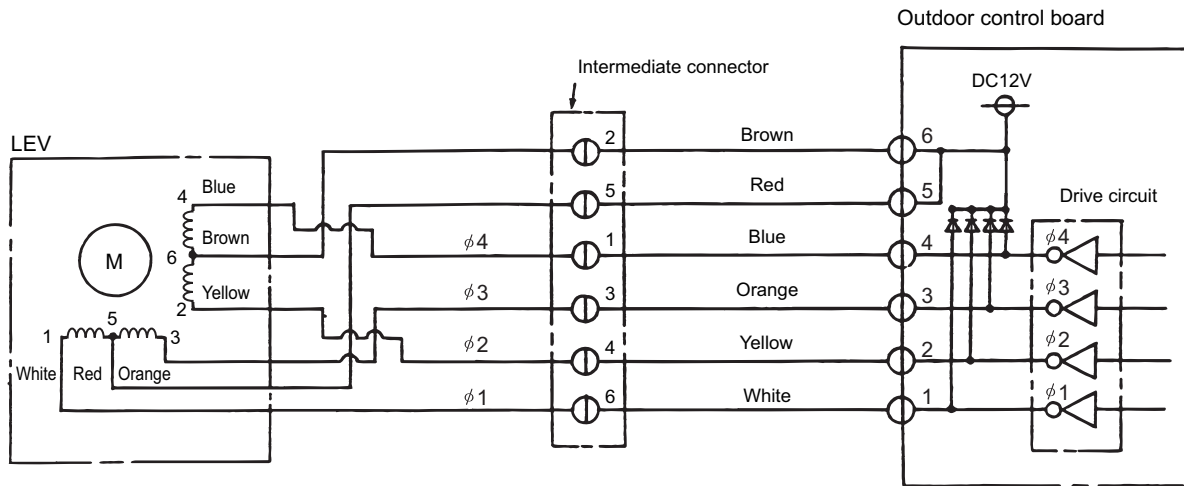 Outdoor control board
Intermediate connector
DC12V
LEV
2 Brown 6
4 Blue
5 Red 5
Drive circuit
Brown
6
M
ϕ4 1 Blue 4 ϕ4
Yellow
2
ϕ3 3 Orange 3 ϕ3
1 5 3
ϕ2 4 Yellow 2 ϕ2
White Red Orange
ϕ1 6 White 1 ϕ1